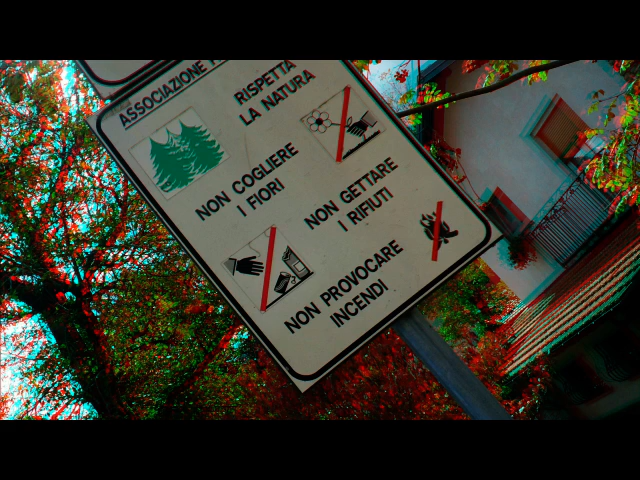 ASSOCIAZIONE
RISPETTA
LA NATURA
NON COGLIERE
I FIORI
NON GETTARE
I RIFIUTI
NON PROVOCARE
INCENDI